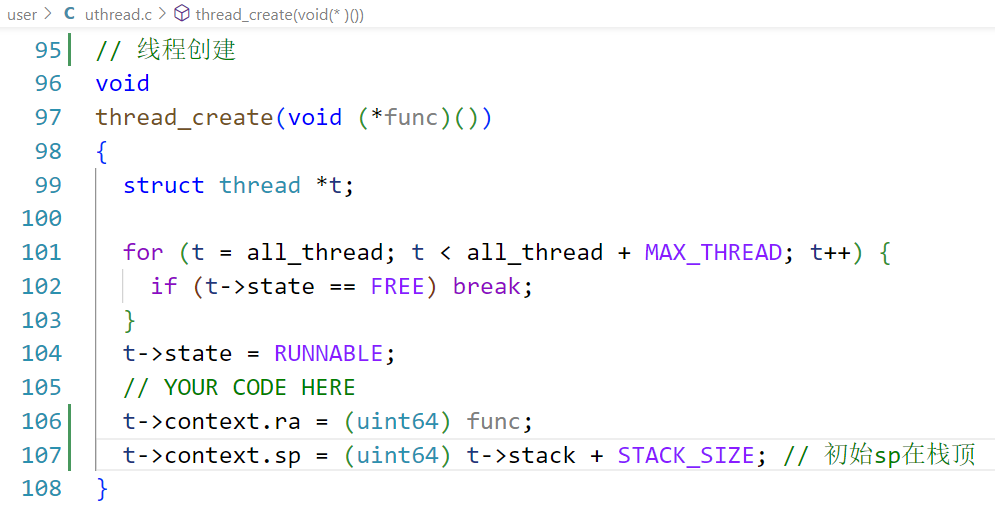 user > C uthread.c > thread_create(void(* )())
95 // 线程创建
96 void
97 thread_create(void (*func)())
98 {
99 struct thread *t;
100
101 for (t = all_thread; t < all_thread + MAX_THREAD; t++) {
102 if (t->state == FREE) break;
103 }
104 t->state = RUNNABLE;
105 // YOUR CODE HERE
106 t->context.ra = (uint64) func;
107 t->context.sp = (uint64) t->stack + STACK_SIZE; // 初始sp在栈顶
108 }